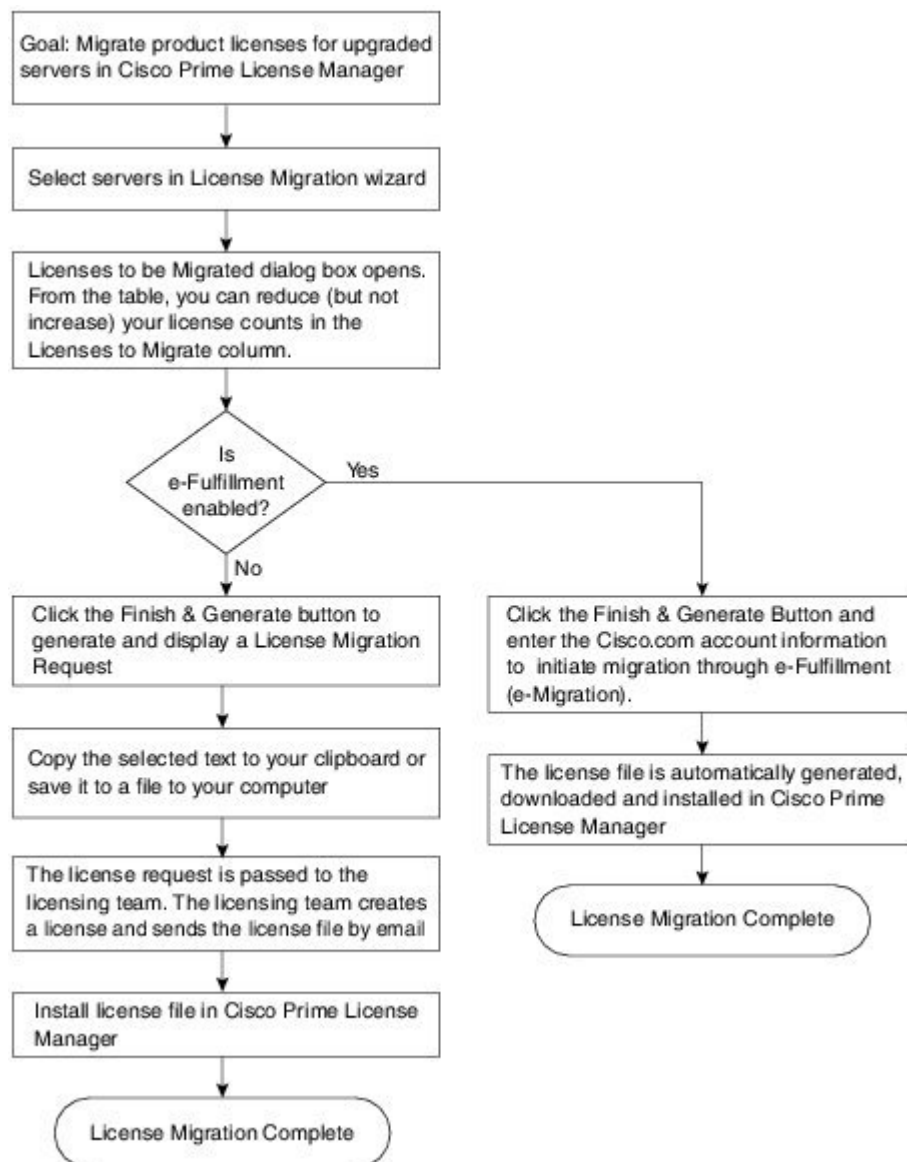 Goal: Migrate product licenses for upgraded
servers in Cisco Prime License Manager
Select servers in License Migration wizard
Licenses to be Migrated dialog box opens.
From the table, you can reduce (but not
increase) your license counts in the
Licenses to Migrate column.
Is
e-Fulfillment
enabled?
Yes
No
Click the Finish & Generate button to
generate and display a License Migration
Request
Copy the selected text to your clipboard or
save it to a file to your computer
The license request is passed to the
licensing team. The licensing team creates
a license and sends the license file by email
Install license file in Cisco Prime License
Manager
License Migration Complete
Click the Finish & Generate Button and
enter the Cisco.com account information
to initiate migration through e-Fulfillment
(e-Migration).
The license file is automatically generated,
downloaded and installed in Cisco Prime
License Manager
License Migration Complete